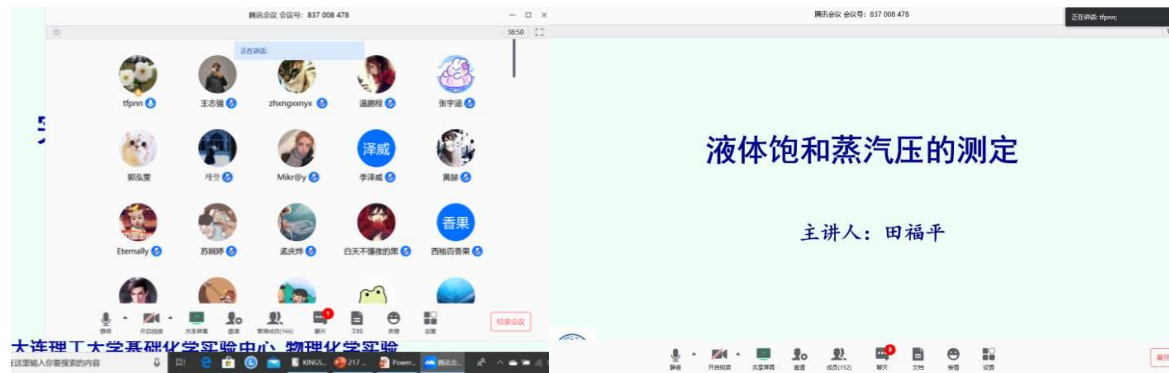 腾讯会议 会议号: 837 008 478
38:50
正在讲话:
tfpnn
王志强
zhxngxxnyx
温鹏程
张宇涵
郭泓雯
Mikr@y
泽威
李泽威
黄赫
Eternally
苏婉婷
孟庆烨
白天不懂夜的黑
香果
西柚百香果
静音
开启视频
共享屏幕
邀请
管理成员(166)
1
聊天
文档
表情
设置
结束会议
大连理工大学基础化学实验中心 物理化学实验
在这里输入你要搜索的内容
KINGS...
217 ...
Power...
腾讯会...
腾讯会议 会议号: 837 008 478
正在讲话: tfpnn;
液体饱和蒸汽压的测定
主讲人: 田福平
静音
开启视频
共享屏幕
邀请
成员(152)
聊天
文档
表情
设置
离开